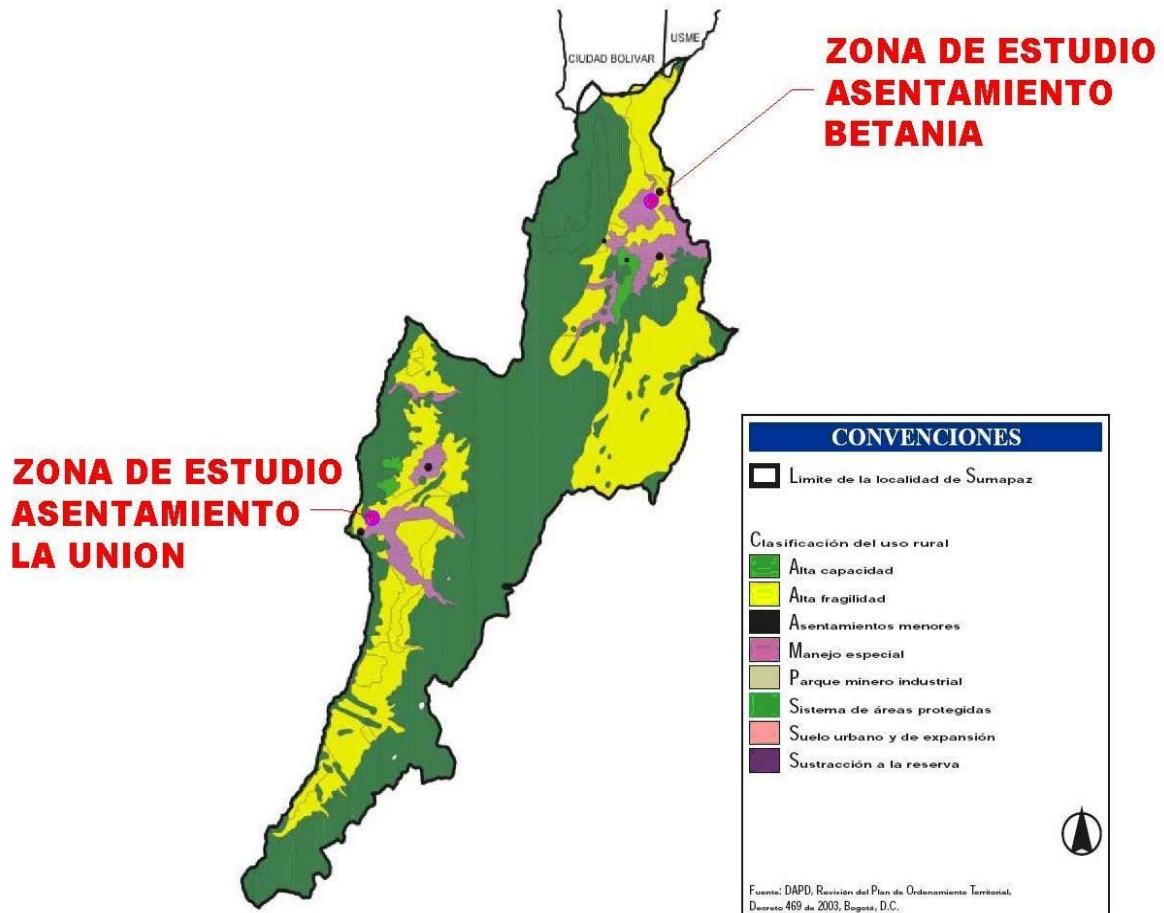 USME
CIUDAD BOLIVAR
ZONA DE ESTUDIO
ASENTAMIENTO
BETANIA
ZONA DE ESTUDIO
ASENTAMIENTO
LA UNION
CONVENCIONES
Limite de la localidad de Sumapaz
Clasificación del uso rural
Alta capacidad
Alta fragilidad
Asentamientos menores
Manejo especial
Parque minero industrial
Sistema de áreas protegidas
Suelo urbano y de expansión
Sustracción a la reserva
Fuente: DAPD, Revisión del Plan de Ordenamiento Territorial,
Decreto 469 de 2003, Bogotá, D.C.